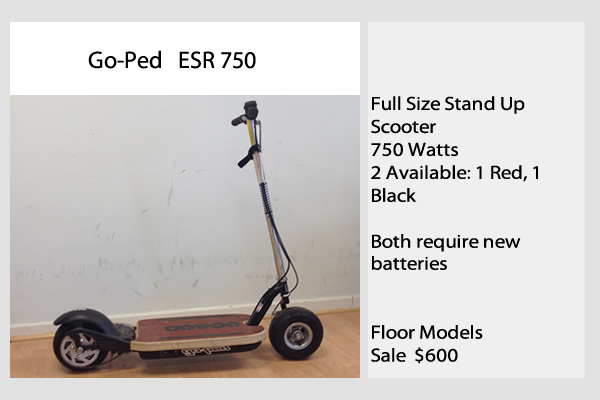 Go-Ped ESR 750
Full Size Stand Up
Scooter
750 Watts
2 Available: 1 Red, 1
Black
Both require new
batteries
Floor Models
Sale $600